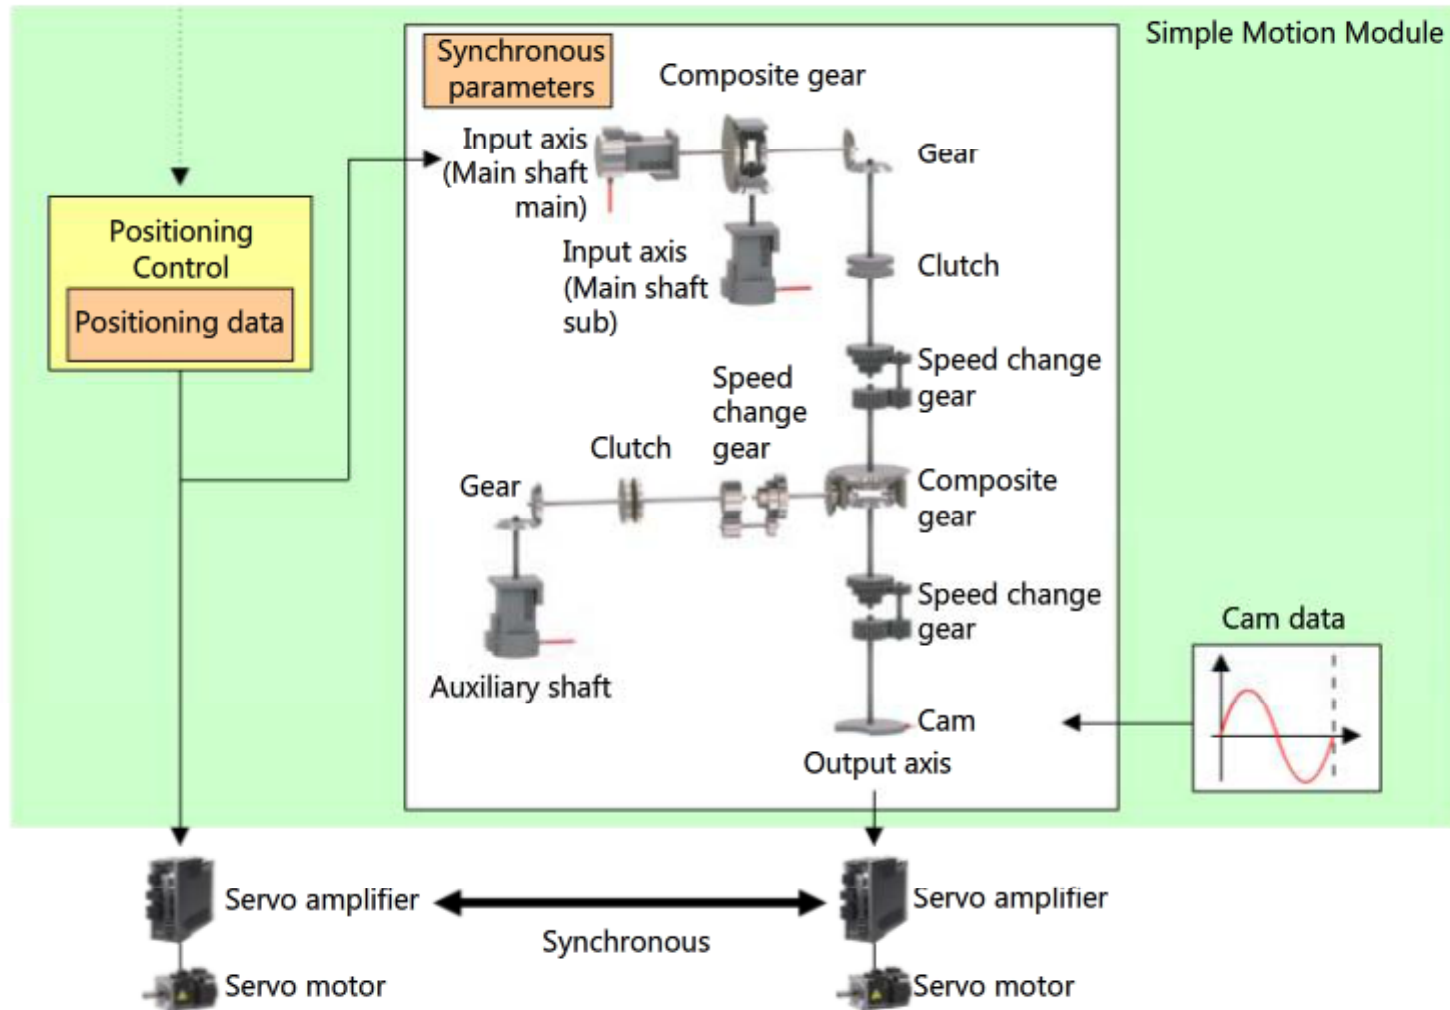 Simple Motion Module
Synchronous
parameters
Composite gear
Input axis
(Main shaft
main)
Gear
Positioning
Control
Positioning data
Input axis
(Main shaft
sub)
Clutch
Speed change
gear
Speed
change
gear
Clutch
Gear
Composite
gear
Speed change
gear
Auxiliary shaft
Cam data
Cam
Output axis
Servo amplifier
Synchronous
Servo amplifier
Servo motor
Servo motor